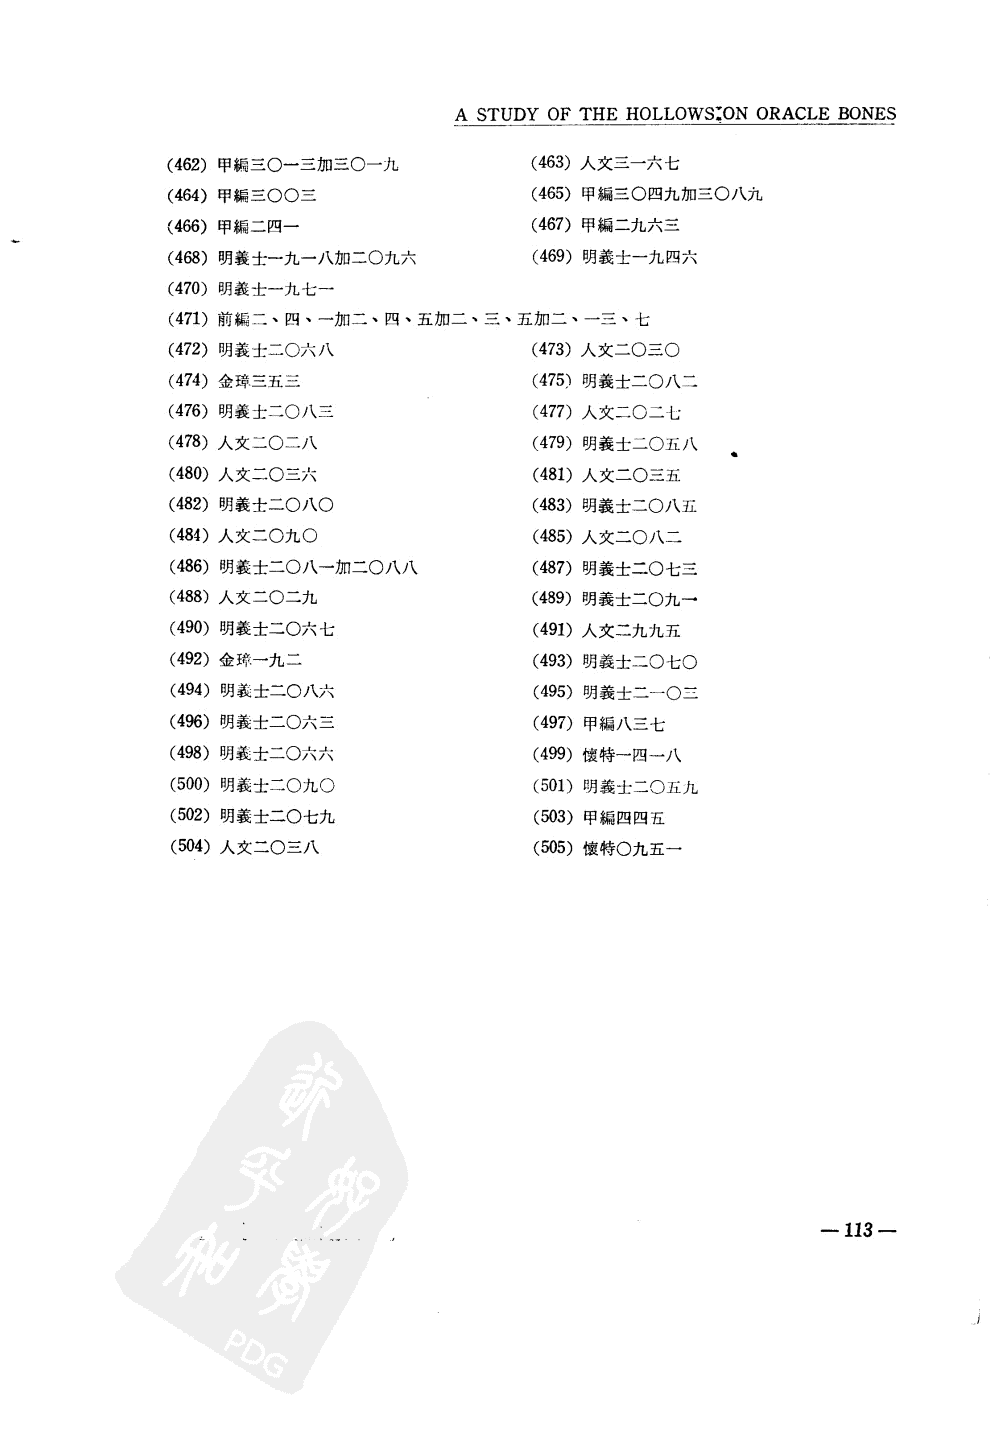 A STUDY OF THE HOLLOWS ON ORACLE BONES
(462) 甲編三〇一三加三〇一九 (463) 人文三一六七
(464) 甲編三〇〇三 (465) 甲編三〇四九加三〇八九
(466) 甲編二四一 (467) 甲編二九六三
(468) 明義士一九一八加二〇九六 (469) 明義士一九四六
(470) 明義士一九七一
(471) 前編二、四、一加二、四、五加二、三、五加二、一三、七
(472) 明義士二〇六八 (473) 人文二〇三〇
(474) 金璋三五三 (475) 明義士二〇八二
(476) 明義士二〇八三 (477) 人文二〇二七
(478) 人文二〇二八 (479) 明義士二〇五八
(480) 人文二〇三六 (481) 人文二〇三五
(482) 明義士二〇八〇 (483) 明義士二〇八五
(484) 人文二〇九〇 (485) 人文二〇八二
(486) 明義士二〇八一加二〇八八 (487) 明義士二〇七三
(488) 人文二〇二九 (489) 明義士二〇九一
(490) 明義士二〇六七 (491) 人文二九九五
(492) 金璋一九二 (493) 明義士二〇七〇
(494) 明義士二〇八六 (495) 明義士二一〇三
(496) 明義士二〇六三 (497) 甲編八三七
(498) 明義士二〇六六 (499) 懷特一四一八
(500) 明義士二〇九〇 (501) 明義士二〇五九
(502) 明義士二〇七九 (503) 甲編四四五
(504) 人文二〇三八 (505) 懷特〇九五一
— 113 —
PDG